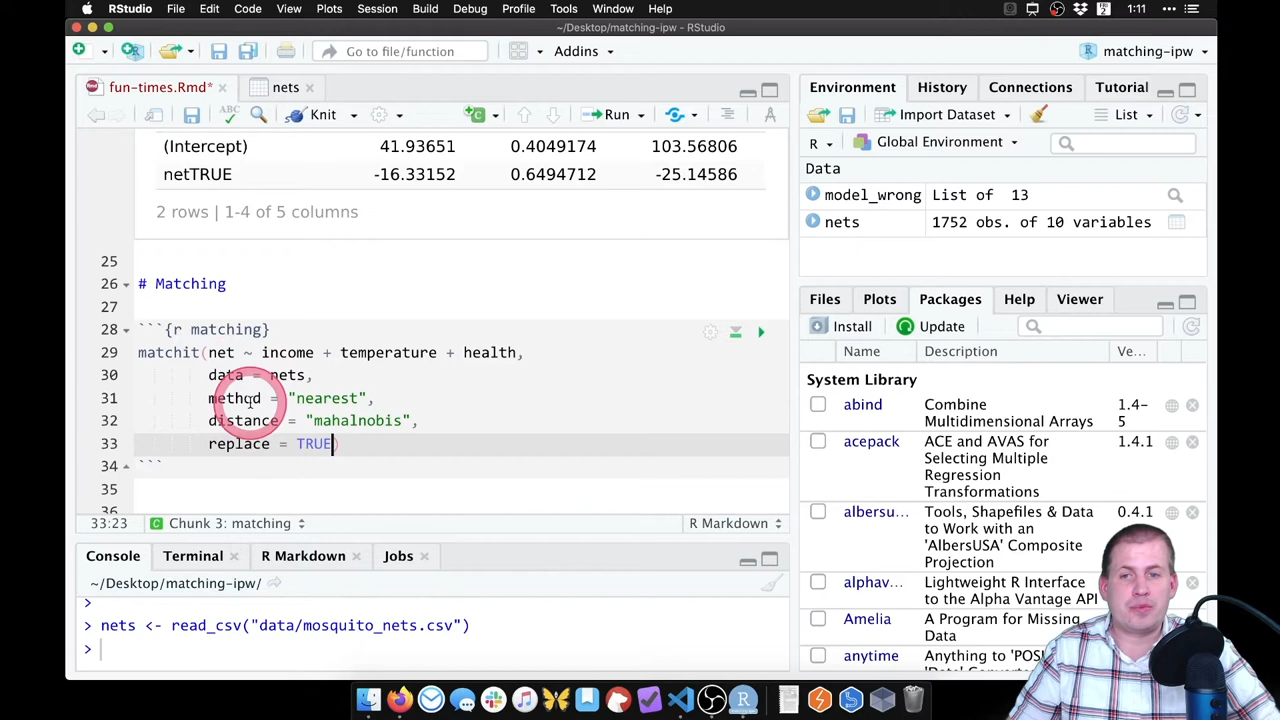 RStudio File Edit Code View Plots Session Build Debug Profile Tools Window Help 1:11
~/Desktop/matching-ipw - RStudio
Go to file/function Addins matching-ipw
fun-times.Rmd* nets
Knit Run
(Intercept) 41.93651 0.4049174 103.56806
netTRUE -16.33152 0.6494712 -25.14586
2 rows | 1-4 of 5 columns
25
26 # Matching
27
28 ```{r matching}
29 matchit(net ~ income + temperature + health,
30 data = nets,
31 method = "nearest",
32 distance = "mahalnobis",
33 replace = TRUE)
34 ```
35
36
33:23 Chunk 3: matching R Markdown
Console Terminal R Markdown Jobs
~/Desktop/matching-ipw/
>
> nets <- read_csv("data/mosquito_nets.csv")
>
Environment History Connections Tutorial
Import Dataset List
R Global Environment
Data
model_wrong List of 13
nets 1752 obs. of 10 variables
Files Plots Packages Help Viewer
Install Update
Name Description Ve...
System Library
abind Combine Multidimensional Arrays 1.4-5
acepack ACE and AVAS for Selecting Multiple Regression Transformations 1.4.1
albersu... Tools, Shapefiles & Data to Work with an 'AlbersUSA' Composite Projection 0.4.1
alphav... Lightweight R Interface to the Alpha Vantage API
Amelia A Program for Missing Data
anytime Anything to 'POSI